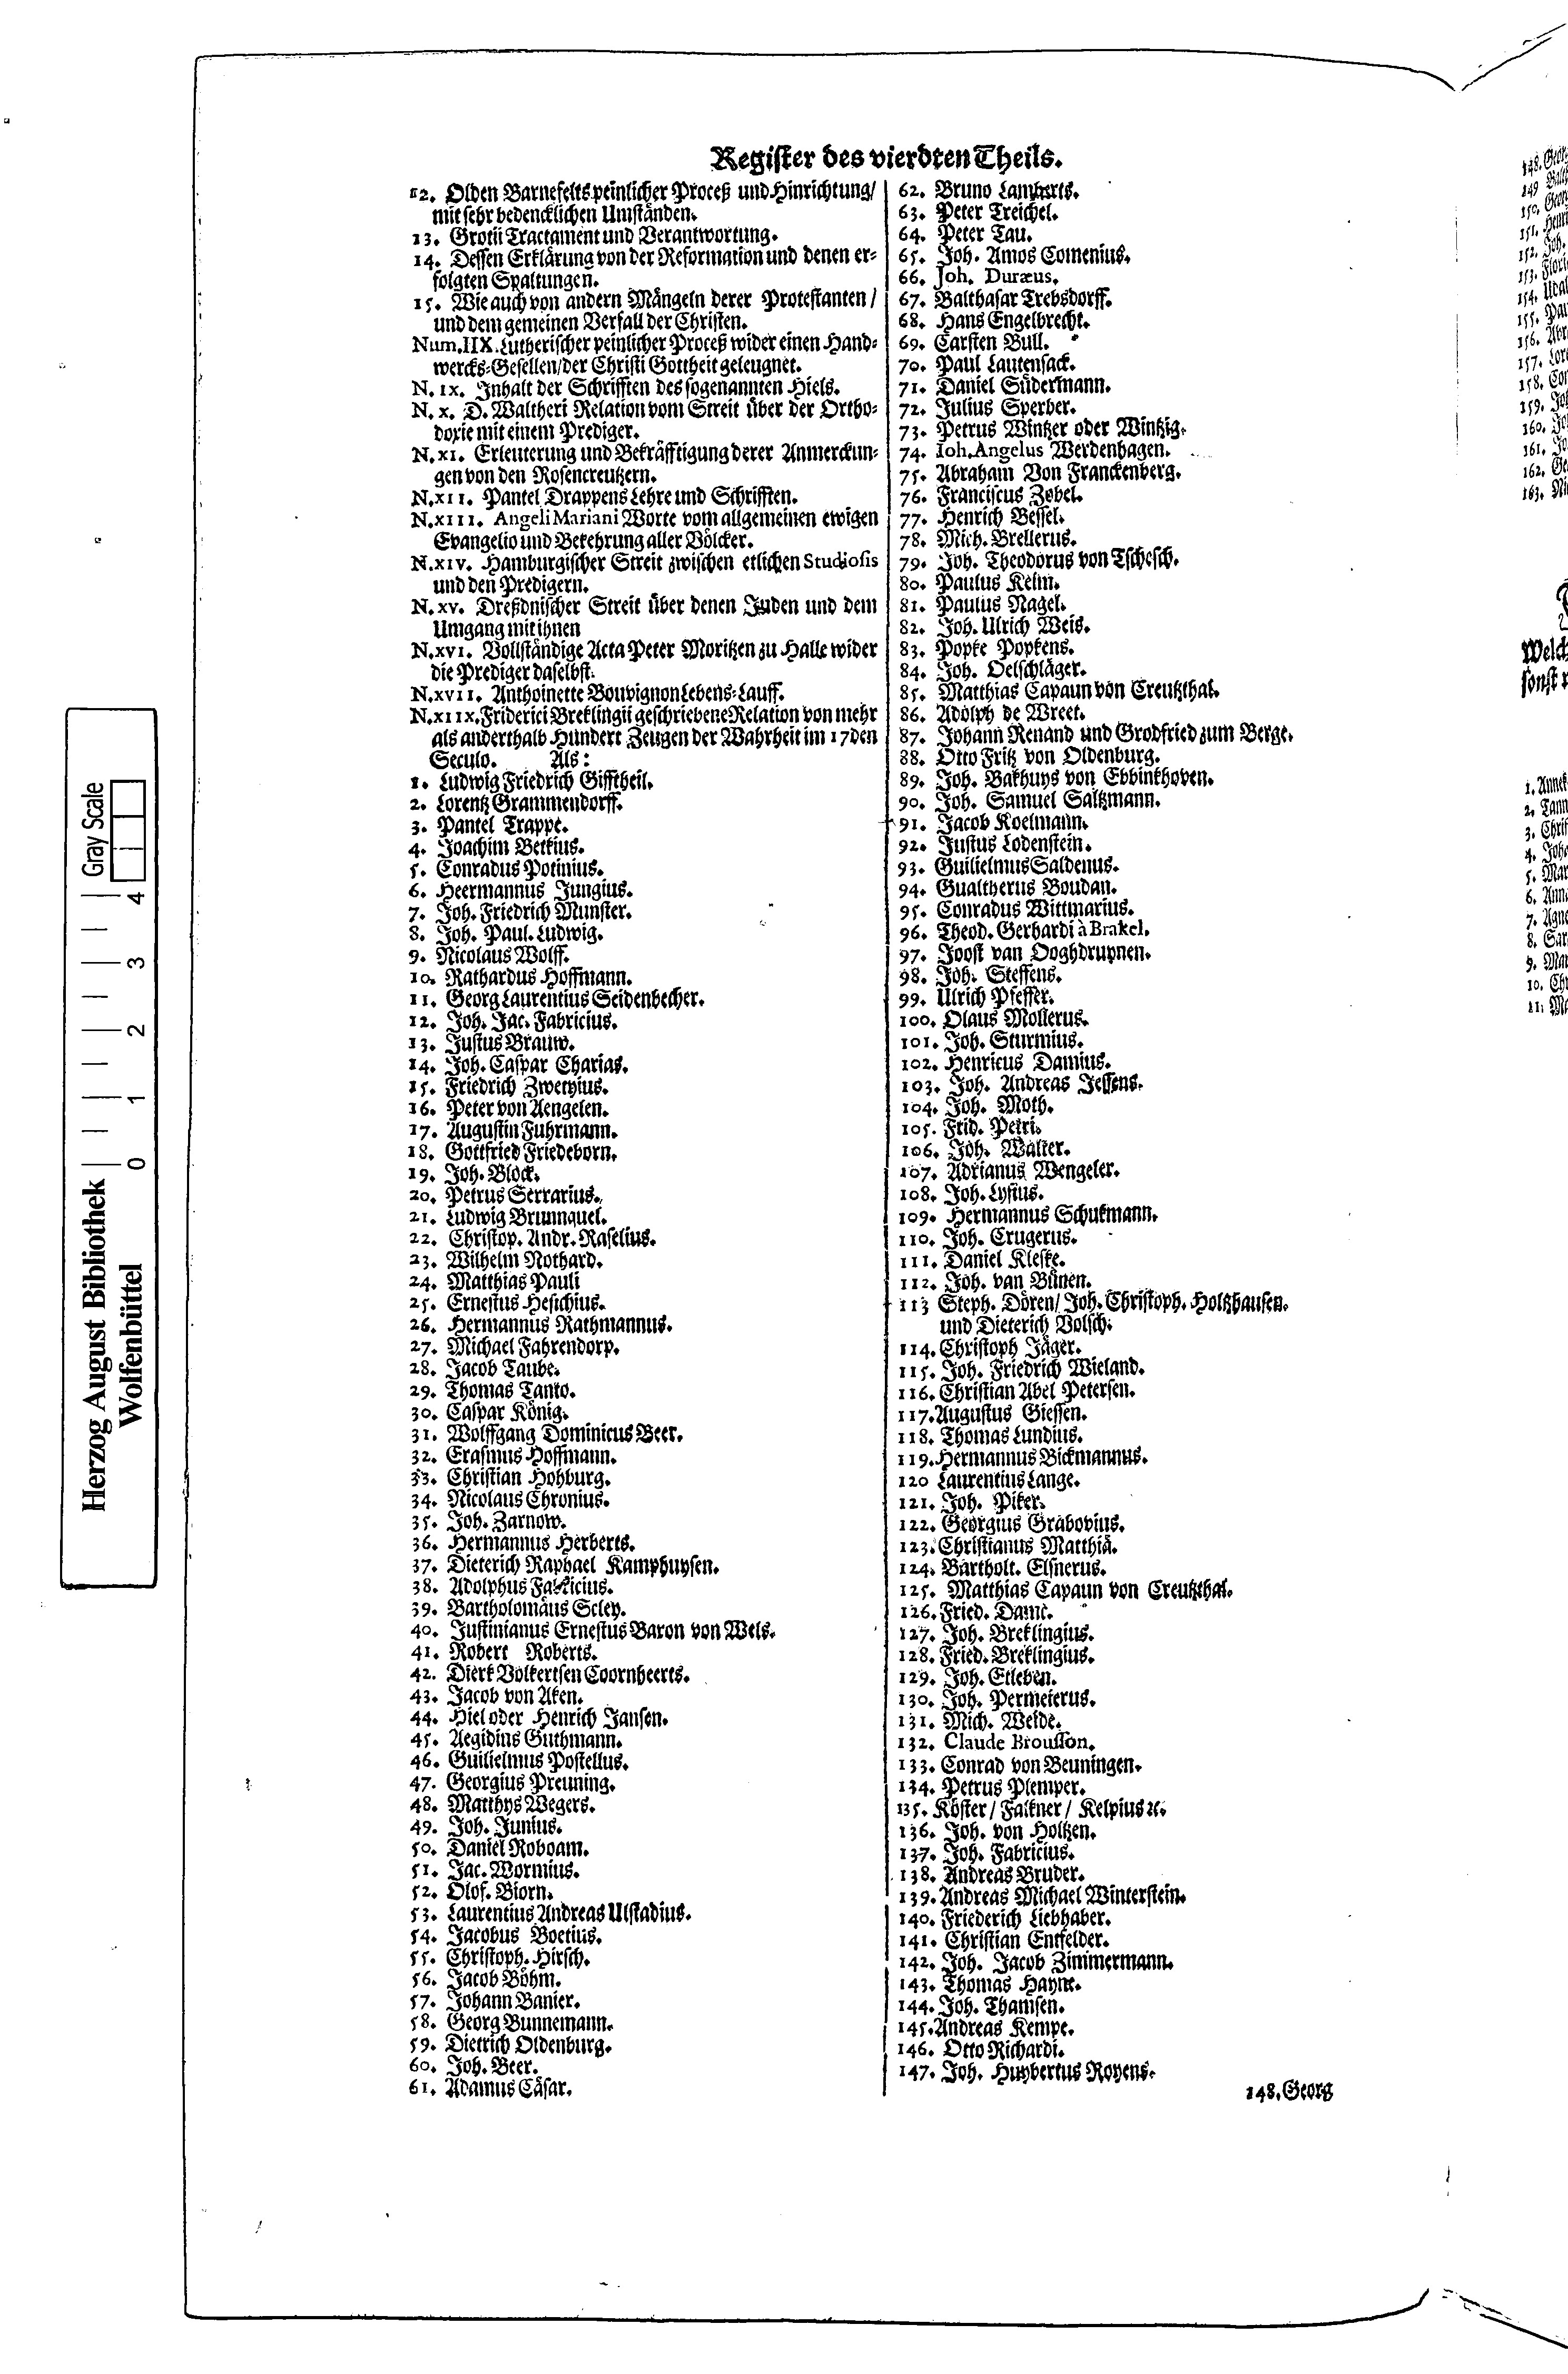 Register des vierdten Theils.
12. Olden Barnefelts peinlicher Proceß und Hinrichtung/
mit sehr bedencklichen Umständen.
13. Grotii Tractament und Verantwortung.
14. Dessen Erklärung von der Reformation und denen er-
folgten Spaltungen.
15. Wie auch von andern Mängeln derer Protestanten/
und dem gemeinen Verfall der Christen.
Num. IIX. Lutherischer peinlicher Proceß wider einen Hand-
wercks-Gesellen/der Christi Gottheit geleugnet.
N. IX. Inhalt der Schrifften des sogenannten Hiels.
N. X. D. Waltheri Relation vom Streit über der Ortho-
doxie mit einem Prediger.
N. XI. Erleuterung und Bekräfftigung derer Anmerckun-
gen von den Rosencreutzern.
N. XII. Pantel Drappens Lehre und Schrifften.
N. XIII. Angeli Mariani Worte vom allgemeinen ewigen
Evangelio und Bekehrung aller Völcker.
N. XIV. Hamburgischer Streit zwischen etlichen Studiosis
und den Predigern.
N. XV. Dreßdnischer Streit über denen Juden und dem
Umgang mit ihnen
N. XVI. Vollständige Acta Peter Moritzen zu Halle wider
die Prediger daselbst.
N. XVII. Anthoinette Bouvignon Lebens-Lauff.
N. XIIX. Friderici Breklingii geschriebene Relation von mehr
als anderthalb Hundert Zeugen der Wahrheit im 17den
Seculo. Als:
1. Ludwig Friedrich Gifftheil.
2. Lorentz Grammendorff.
3. Pantel Trappe.
4. Joachim Betkius.
5. Conradus Potinius.
6. Heermannus Jungius.
7. Joh. Friedrich Munster.
8. Joh. Paul. Ludwig.
9. Nicolaus Wolff.
10. Rathardus Hoffmann.
11. Georg Laurentius Seidenbecher.
12. Joh. Jac. Fabricius.
13. Justus Brauw.
14. Joh. Caspar Charias.
15. Friedrich Zwetzius.
16. Peter von Aengelen.
17. Augustin Fuhrmann.
18. Gottfried Friedeborn.
19. Joh. Block.
20. Petrus Serrarius.
21. Ludwig Brunnquel.
22. Christop. Andr. Raselius.
23. Wilhelm Nothard.
24. Matthias Pauli
25. Ernestus Hesichius.
26. Hermannus Rathmannus.
27. Michael Fahrendorp.
28. Jacob Taube.
29. Thomas Tanto.
30. Caspar König.
31. Wolffgang Dominicus Beer.
32. Erasmus Hoffmann.
33. Christian Hohburg.
34. Nicolaus Chronius.
35. Joh. Zarnow.
36. Hermannus Herberts.
37. Dieterich Raphael Kamphuysen.
38. Adolphus
39. Bartholomäus Scley.
40. Justinianus Ernestus Baron von Wels.
41. Robert Roberts.
42. Dierk Volkertsen Coornheerts.
43. Jacob von Aken.
44. Hiel oder Henrich Jansen.
45. Aegidius Guthmann.
46. Guilielmus Postellus.
47. Georgius Preuning.
48. Matthys Wegers.
49. Joh. Junius.
50. Daniel Roboam.
51. Jac. Wormius.
52. Olof. Biorn.
53. Laurentius Andreas Ulstadius.
54. Jacobus Boetius.
55. Christoph. Hirsch.
56. Jacob Böhm.
57. Johann Banier.
58. Georg Bunnemann.
59. Dietrich Oldenburg.
60. Joh. Beer.
61. Adamus Cäsar.
62. Bruno Lamberts.
63. Peter Treichel.
64. Peter Tau.
65. Joh. Amos Comenius.
66. Joh. Duræus.
67. Balthasar Trebsdorff.
68. Hans Engelbrecht.
69. Carsten Bull.
70. Paul Lautensack.
71. Daniel Südermann.
72. Julius Sperber.
73. Petrus Wintzer oder Wintzig.
74. Ioh. Angelus Werdenhagen.
75. Abraham Von Franckenberg.
76. Franciscus Zobel.
77. Henrich Bessel.
78. Mich. Brellerus.
79. Joh. Theodorus von Tschesch.
80. Paulus Kelm.
81. Paulus Nagel.
82. Joh. Ulrich Weis.
83. Popke Popkens.
84. Joh. Oelschläger.
85. Matthias Capaun von Creutzthal.
86. Adolph de Wreet.
87. Johann Renand und Grodfried zum Berge.
88. Otto Fritz von Oldenburg.
89. Joh. Bakhuys von Ebbinkhoven.
90. Joh. Samuel Saltzmann.
91. Jacob Koelmann.
92. Justus Lodenstein.
93. Guilielmus Saldenus.
94. Gualtherus Boudan.
95. Conradus Wittmarius.
96. Theod. Gerhardi à Brakel.
97. Joost van Ooghdruynen.
98. Joh. Steffens.
99. Ulrich Pfeffer.
100. Olaus Mollerus.
101. Joh. Sturmius.
102. Henricus Damius.
103. Joh. Andreas Jessens.
104. Joh. Moth.
105. Frid. Petri.
106. Joh. Walker.
107. Adrianus Wengeler.
108. Joh. Lysius.
109. Hermannus Schukmann.
110. Joh. Crugerus.
111. Daniel Kleske.
112. Joh. van Bünen.
113 Steph. Dören/ Joh. Christoph. Holtzhausen.
und Dieterich Volsch.
114. Christoph Jäger.
115. Joh. Friedrich Wieland.
116. Christian Abel Petersen.
117. Augustus Giessen.
118. Thomas Lundius.
119. Hermannus Bickmannus.
120 Laurentius Lange.
121. Joh. Piker.
122. Georgius Grabovius.
123. Christianus Matthiä.
124. Bartholt. Elsnerus.
125. Matthias Capaun von Creutzthal.
126. Fried. Dame.
127. Joh. Breklingius.
128. Fried. Breklingius.
129. Joh. Etleben.
130. Joh. Permeierus.
131. Mich. Weide.
132. Claude Brousson.
133. Conrad von Beuningen.
134. Petrus Plemper.
135. Köster / Falkner / Kelpius ꝛc.
136. Joh. von Holtzen.
137. Joh. Fabricius.
138. Andreas Bruder.
139. Andreas Michael Winterstein.
140. Friederich Liebhaber.
141. Christian Entfelder.
142. Joh. Jacob Zimmermann.
143. Thomas Hayne.
144. Joh. Thamsen.
145. Andreas Kempe.
146. Otto Richardi.
147. Joh. Huybertus Royens.
148. Georg
Herzog August Bibliothek
Wolfenbüttel
0 1 2 3 4
Gray Scale